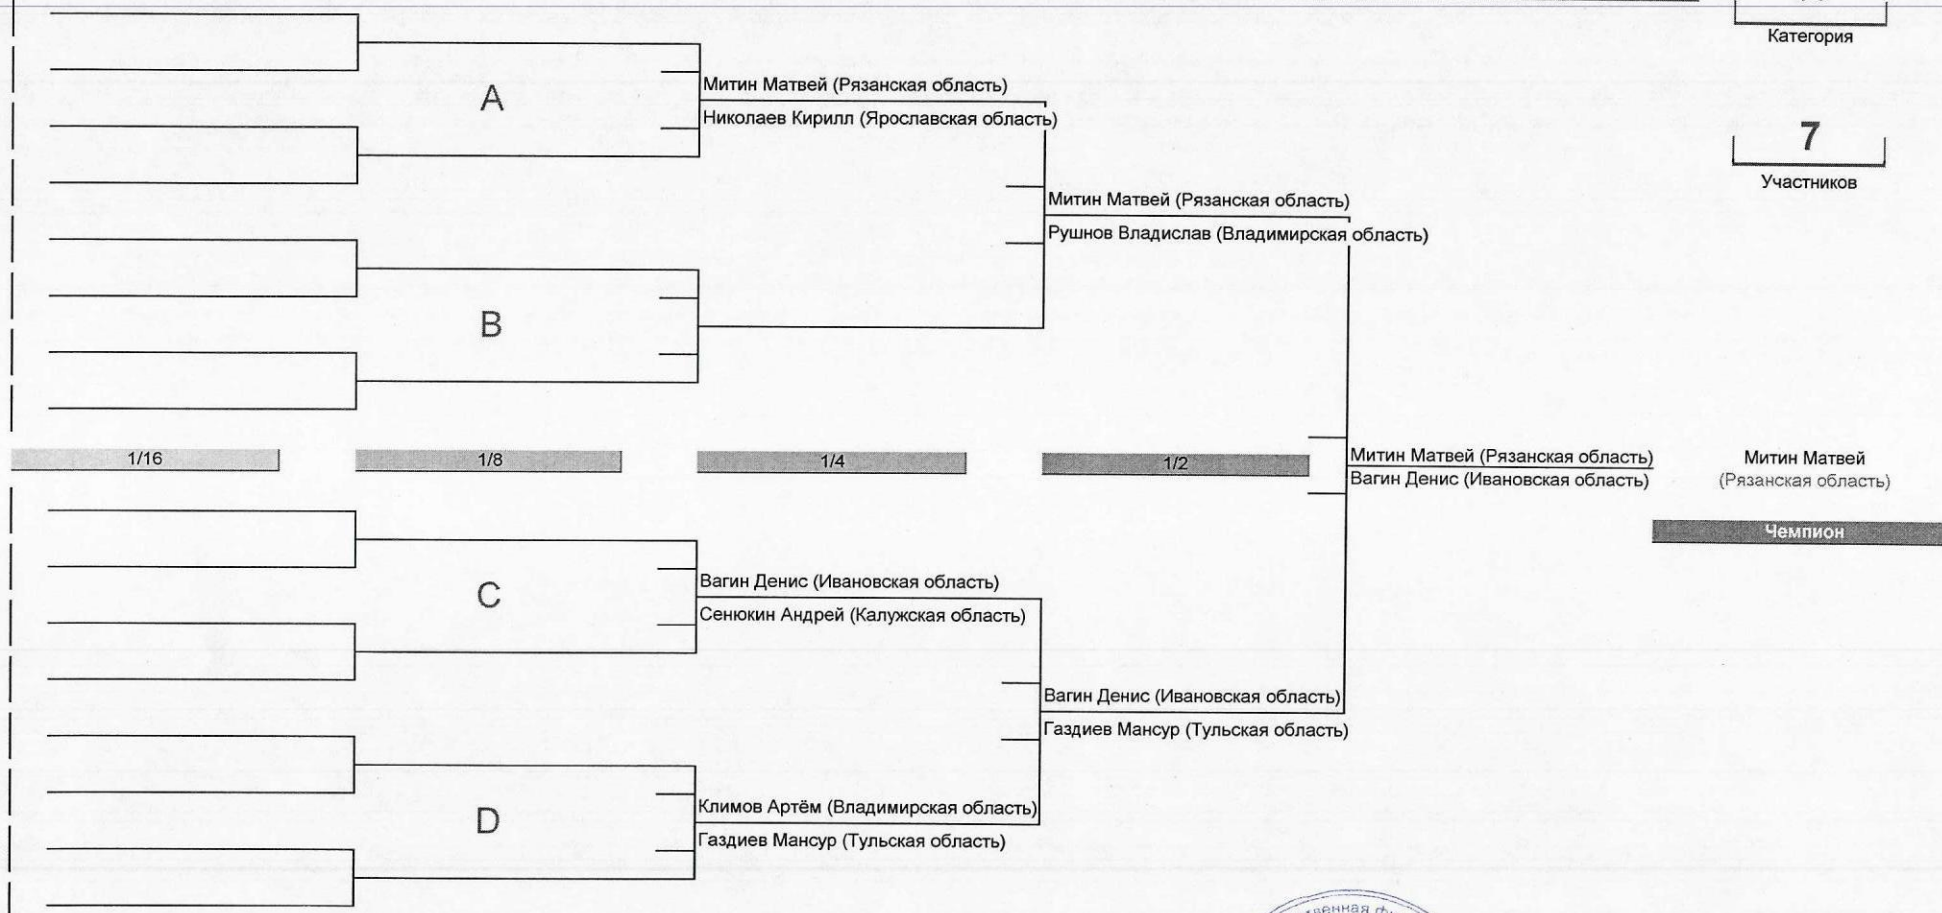 Категория
7
Участников
A
Митин Матвей (Рязанская область)
Николаев Кирилл (Ярославская область)
Митин Матвей (Рязанская область)
Рушнов Владислав (Владимирская область)
B
1/16
1/8
1/4
1/2
Митин Матвей (Рязанская область)
Вагин Денис (Ивановская область)
Митин Матвей
(Рязанская область)
Чемпион
C
Вагин Денис (Ивановская область)
Сенюкин Андрей (Калужская область)
Вагин Денис (Ивановская область)
Газдиев Мансур (Тульская область)
D
Климов Артём (Владимирская область)
Газдиев Мансур (Тульская область)